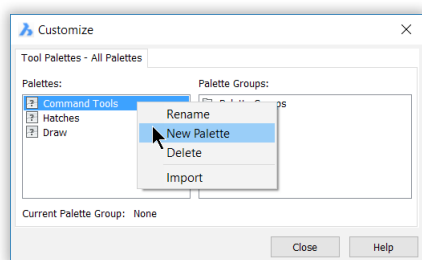 Customize
Tool Palettes - All Palettes
Palettes:
Palette Groups:
Command Tools
Hatches
Draw
Rename
New Palette
Delete
Import
Current Palette Group: None
Close
Help